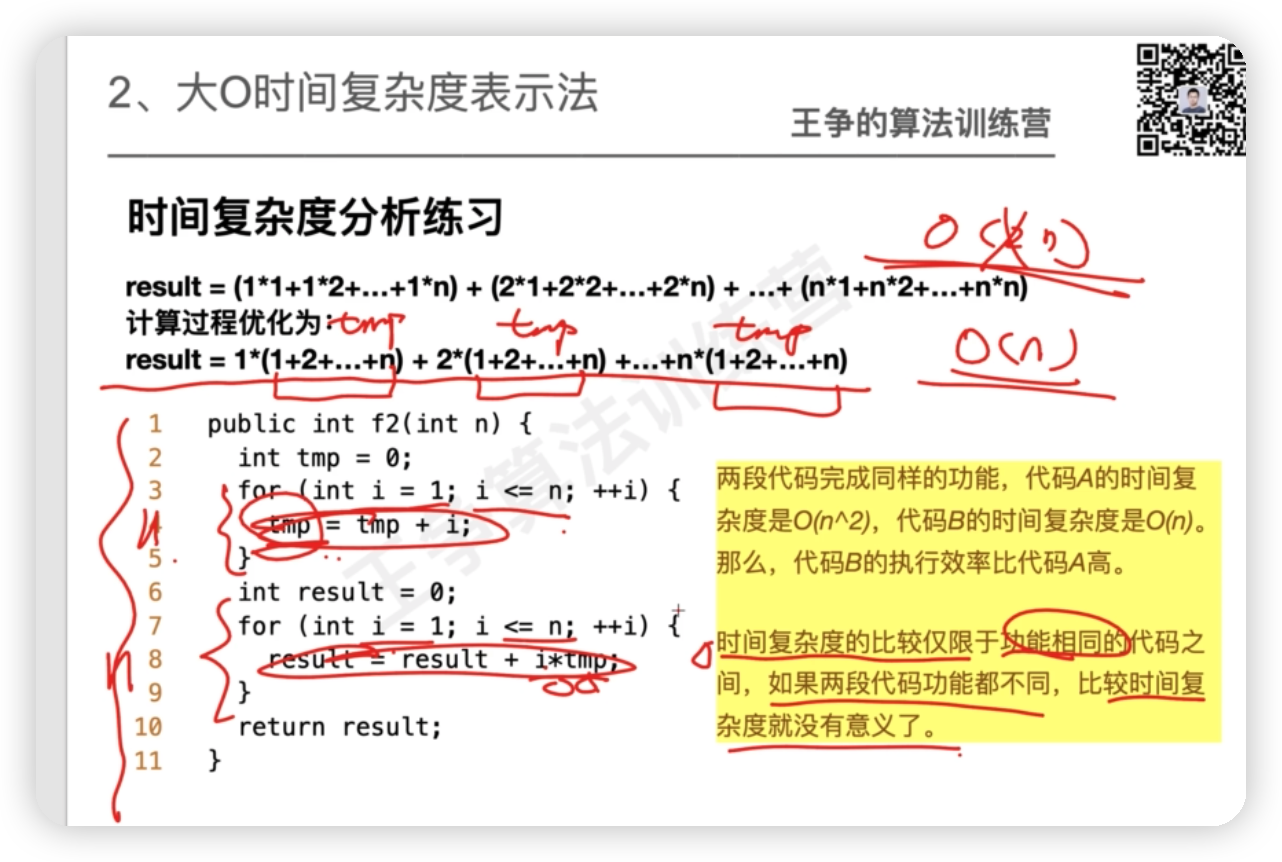 2、大O时间复杂度表示法
王争的算法训练营
时间复杂度分析练习
O(2n)
result = (1*1+1*2+…+1*n) + (2*1+2*2+…+2*n) + …+ (n*1+n*2+…+n*n)
计算过程优化为:
tmp tmp tmp
result = 1*(1+2+…+n) + 2*(1+2+…+n) +…+n*(1+2+…+n)
O(n)
1 public int f2(int n) {
2 int tmp = 0;
3 for (int i = 1; i <= n; ++i) {
4 tmp = tmp + i;
n
5 }
6 int result = 0;
7 for (int i = 1; i <= n; ++i) {
8 result = result + i*tmp;
n
9 }
10 return result;
11 }
两段代码完成同样的功能，代码A的时间复
杂度是O(n^2)，代码B的时间复杂度是O(n)。
那么，代码B的执行效率比代码A高。
时间复杂度的比较仅限于功能相同的代码之
间，如果两段代码功能都不同，比较时间复
杂度就没有意义了。
王争算法训练营